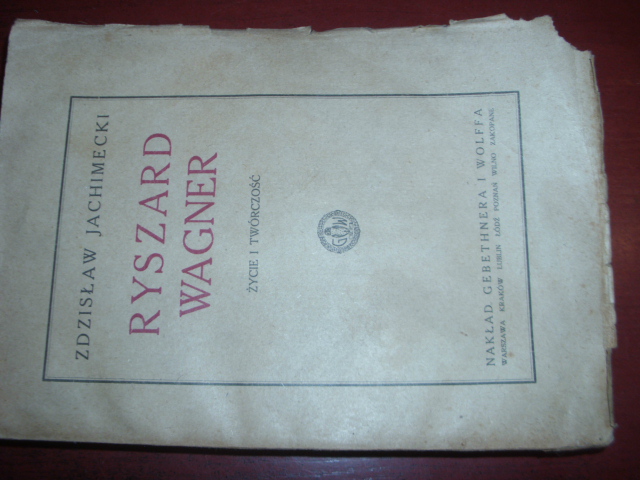 ZDZISŁAW JACHIMECKI
RYSZARD
WAGNER
ŻYCIE I TWÓRCZOŚĆ
NAKŁAD GEBETHNERA I WOLFFA
WARSZAWA KRAKÓW LUBLIN ŁÓDŹ POZNAŃ WILNO ZAKOPANE